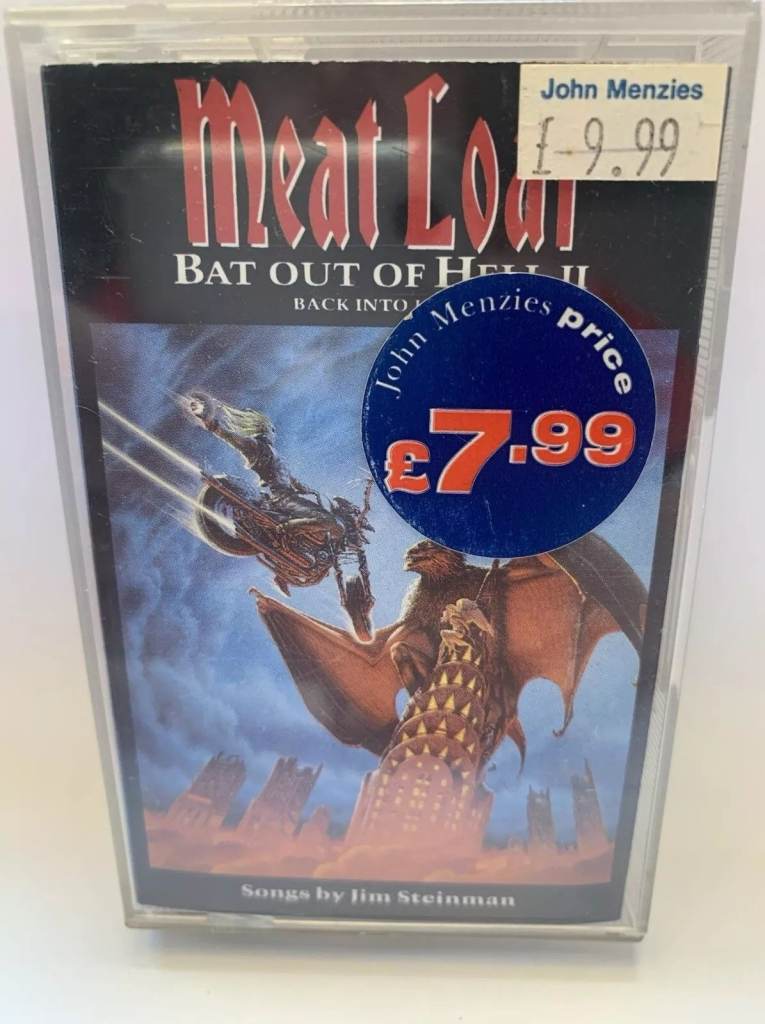 John Menzies
£ 9.99
Meat Loaf
BAT OUT OF HELL II
BACK INTO
John Menzies price
£7.99
Songs by Jim Steinman